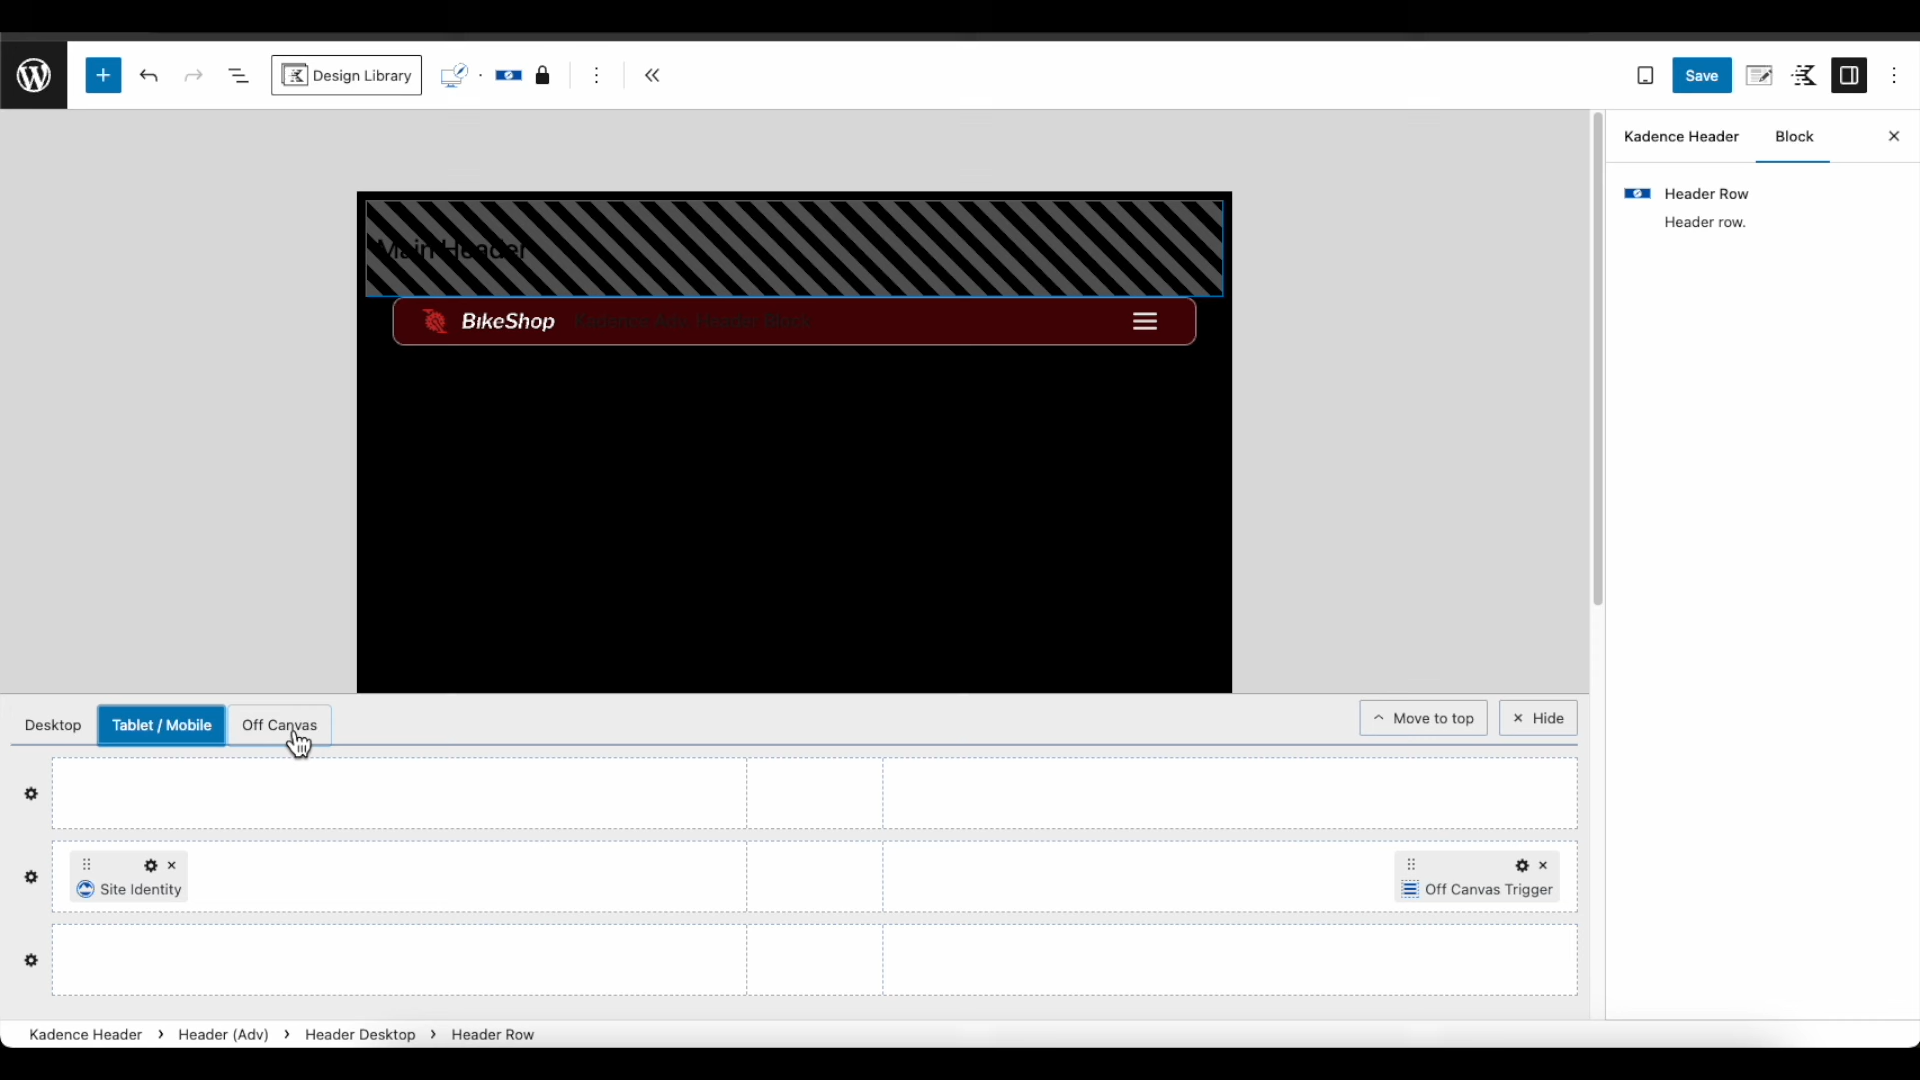 Design Library
Save
Kadence Header
Block
Header Row
Header row.
Main Header
BikeShop Kadence Adv. Header Block
Desktop
Tablet / Mobile
Off Canvas
Move to top
Hide
Site Identity
Off Canvas Trigger
Kadence Header > Header (Adv) > Header Desktop > Header Row